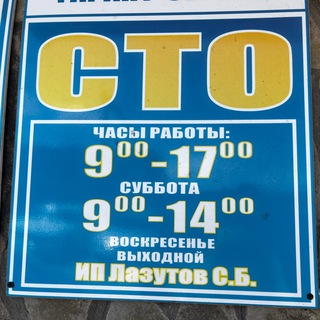 СТО
ЧАСЫ РАБОТЫ:
9⁰⁰-17⁰⁰
СУББОТА
9⁰⁰-14⁰⁰
ВОСКРЕСЕНЬЕ
ВЫХОДНОЙ
ИП Лазутов С.Б.